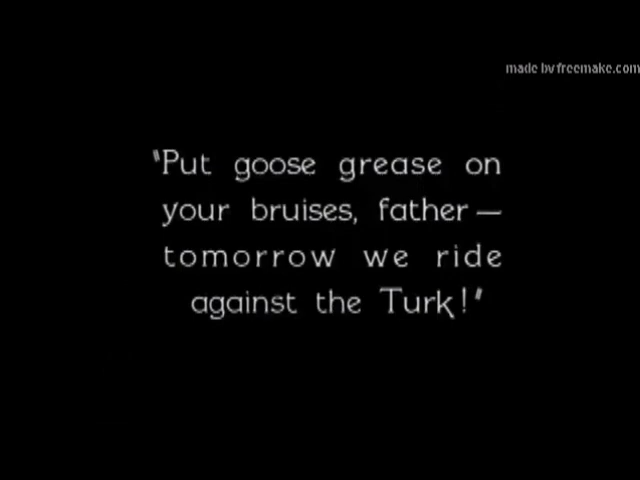 made by freemake.com
"Put goose grease on
your bruises, father —
tomorrow we ride
against the Turk!"